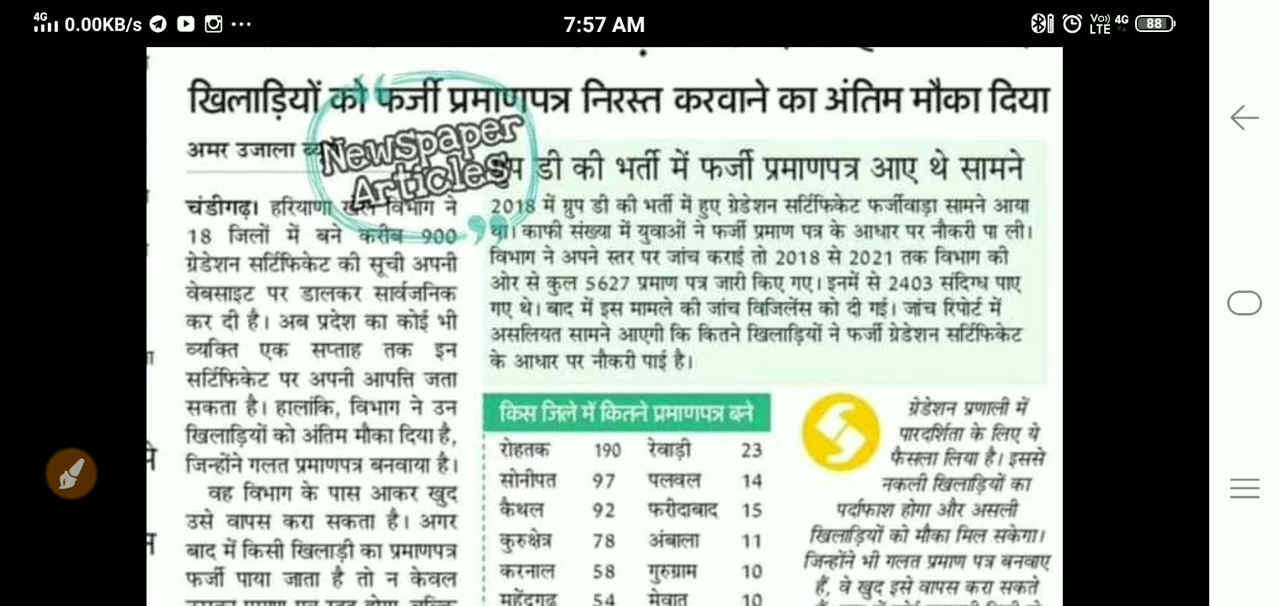 4G 0.00KB/s 7:57 AM Vo) LTE 4G 88
खिलाड़ियों को फर्जी प्रमाणपत्र निरस्त करवाने का अंतिम मौका दिया
अमर उजाला
Newspaper
Articles
चंडीगढ़। हरियाणा खेल विभाग ने
18 जिलों में बने करीब 900
ग्रेडेशन सर्टिफिकेट की सूची अपनी
वेबसाइट पर डालकर सार्वजनिक
कर दी है। अब प्रदेश का कोई भी
व्यक्ति एक सप्ताह तक इन
सर्टिफिकेट पर अपनी आपत्ति जता
सकता है। हालांकि, विभाग ने उन
खिलाड़ियों को अंतिम मौका दिया है,
जिन्होंने गलत प्रमाणपत्र बनवाया है।
वह विभाग के पास आकर खुद
उसे वापस करा सकता है। अगर
बाद में किसी खिलाड़ी का प्रमाणपत्र
फर्जी पाया जाता है तो न केवल
डी की भर्ती में फर्जी प्रमाणपत्र आए थे सामने
2018 में ग्रुप डी की भर्ती में हुए ग्रेडेशन सर्टिफिकेट फर्जीवाड़ा सामने आया
था। काफी संख्या में युवाओं ने फर्जी प्रमाण पत्र के आधार पर नौकरी पा ली।
विभाग ने अपने स्तर पर जांच कराई तो 2018 से 2021 तक विभाग की
ओर से कुल 5627 प्रमाण पत्र जारी किए गए। इनमें से 2403 संदिग्ध पाए
गए थे। बाद में इस मामले की जांच विजिलेंस को दी गई। जांच रिपोर्ट में
असलियत सामने आएगी कि कितने खिलाड़ियों ने फर्जी ग्रेडेशन सर्टिफिकेट
के आधार पर नौकरी पाई है।
किस जिले में कितने प्रमाणपत्र बने
रोहतक 190 रेवाड़ी 23
सोनीपत 97 पलवल 14
कैथल 92 फरीदाबाद 15
कुरुक्षेत्र 78 अंबाला 11
करनाल 58 गुरुग्राम 10
महेंद्रगढ़ 54 मेवात 10
ग्रेडेशन प्रणाली में
पारदर्शिता के लिए ये
फैसला लिया है। इससे
नकली खिलाड़ियों का
पर्दाफाश होगा और असली
खिलाड़ियों को मौका मिल सकेगा।
जिन्होंने भी गलत प्रमाण पत्र बनवाए
हैं, वे खुद इसे वापस करा सकते